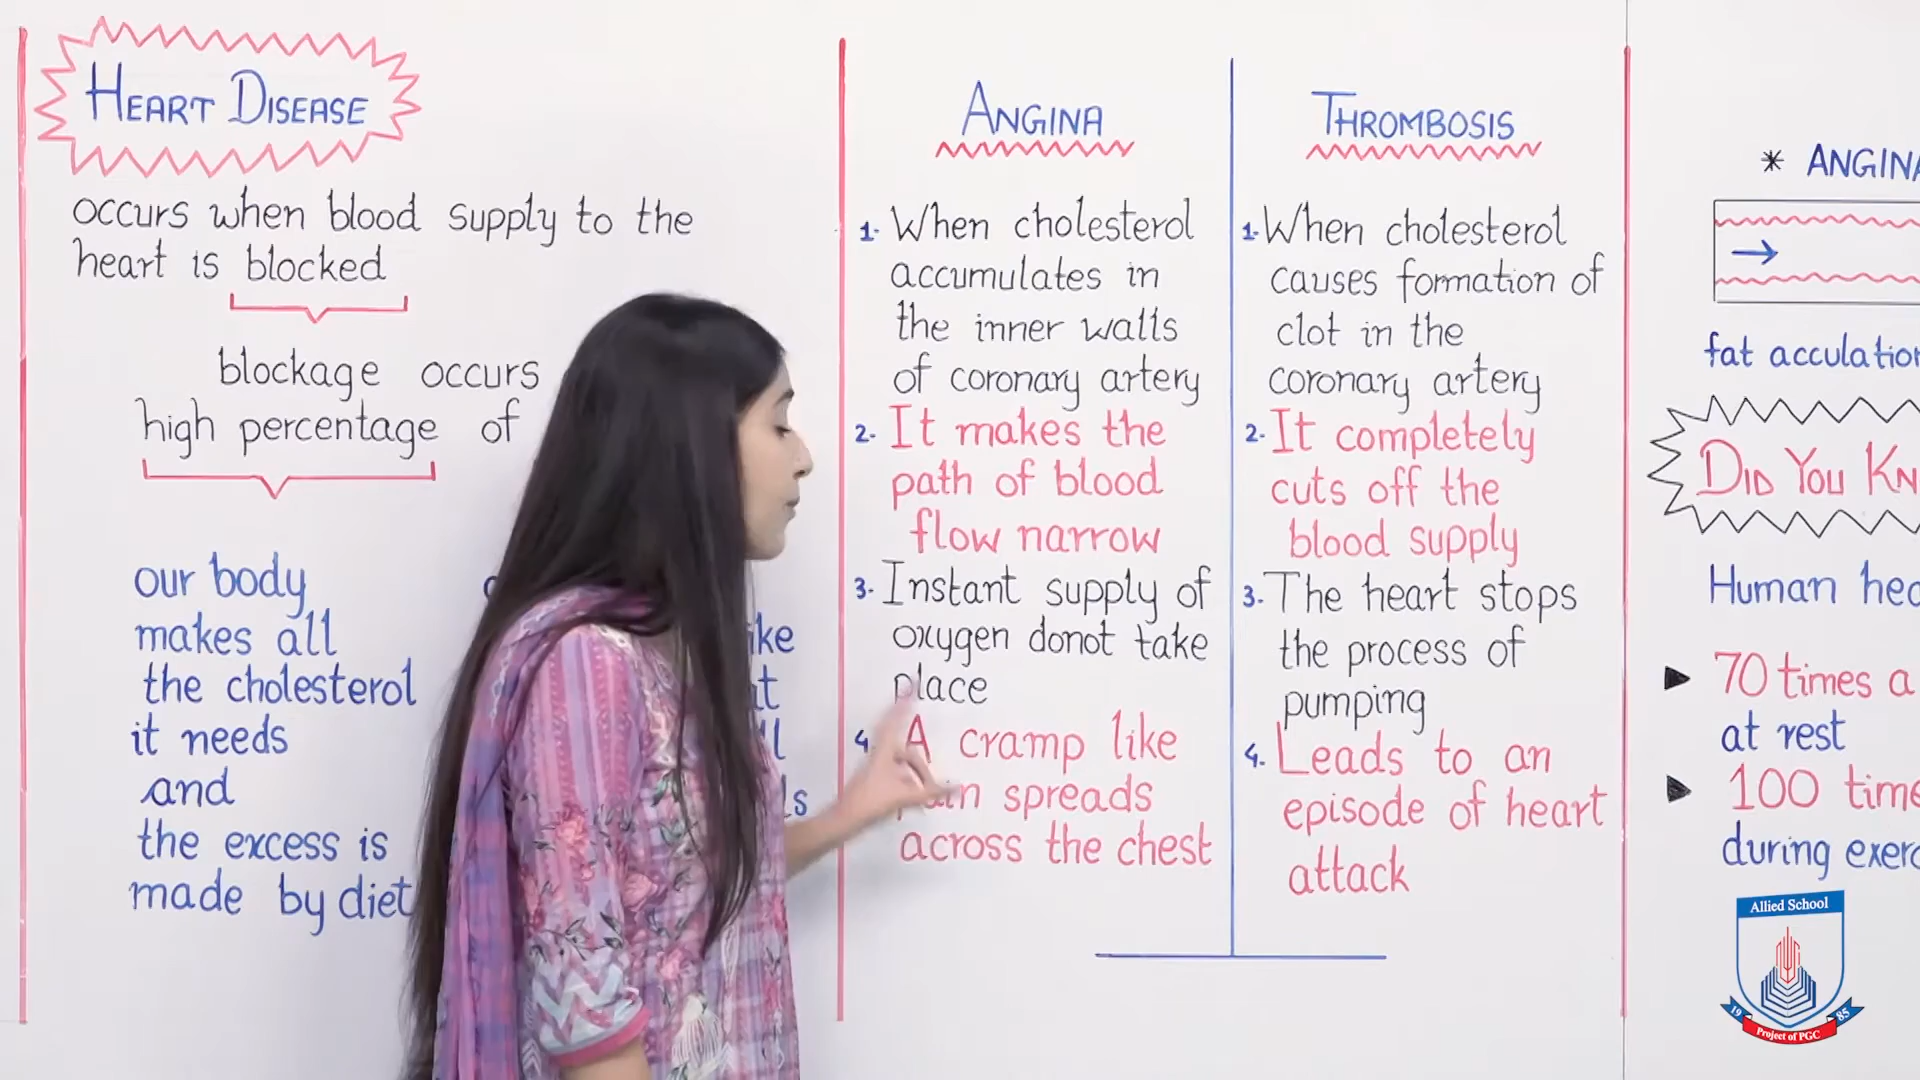 HEART DISEASE
occurs when blood supply to the
heart is blocked
blockage occurs
high percentage of
our body
makes all
the cholesterol
it needs
and
the excess is
made by diet
ANGINA
1. When cholesterol
accumulates in
the inner walls
of coronary artery
2. It makes the
path of blood
flow narrow
3. Instant supply of
oxygen donot take
place
4. A cramp like
pain spreads
across the chest
THROMBOSIS
1. When cholesterol
causes formation of
clot in the
coronary artery
2. It completely
cuts off the
blood supply
3. The heart stops
the process of
pumping
4. Leads to an
episode of heart
attack
* ANGINA
fat acculation
DID YOU KN
Human hea
70 times a
at rest
100 time
during exerc
Allied School
19 85
Project of PGC